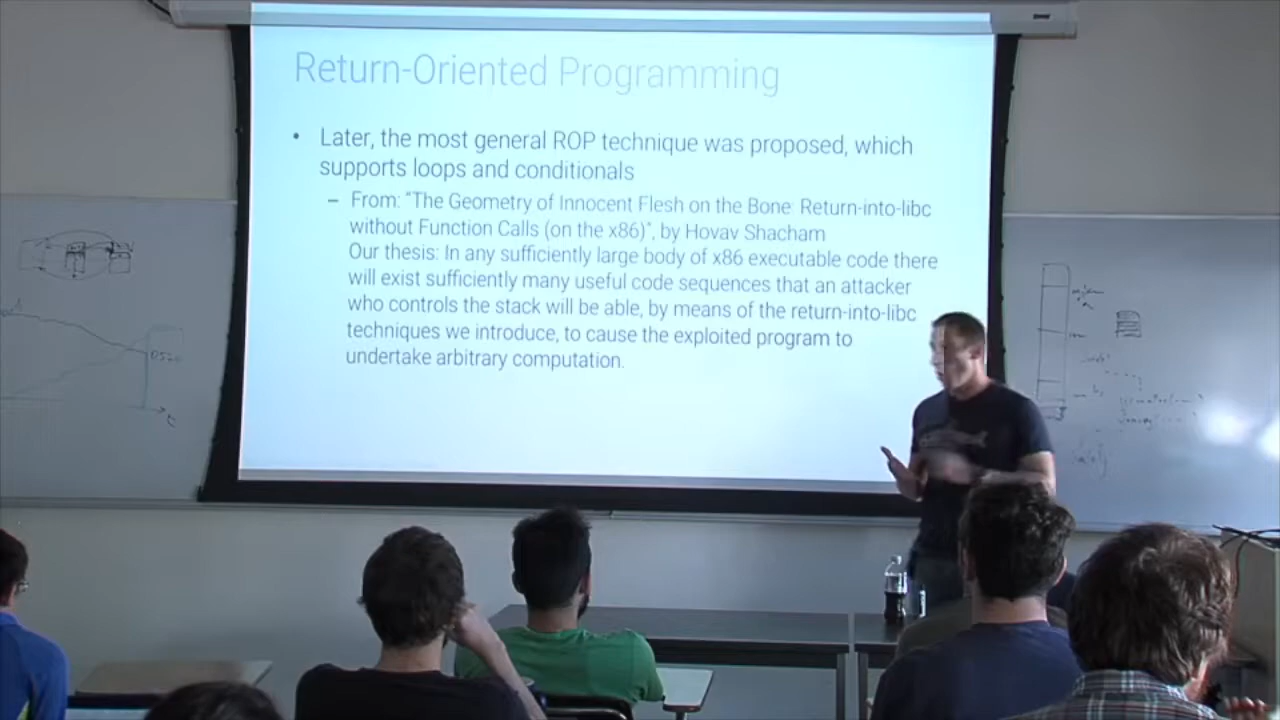 Return-Oriented Programming
• Later, the most general ROP technique was proposed, which
supports loops and conditionals
– From: "The Geometry of Innocent Flesh on the Bone: Return-into-libc
without Function Calls (on the x86)", by Hovav Shacham
Our thesis: In any sufficiently large body of x86 executable code there
will exist sufficiently many useful code sequences that an attacker
who controls the stack will be able, by means of the return-into-libc
techniques we introduce, to cause the exploited program to
undertake arbitrary computation.